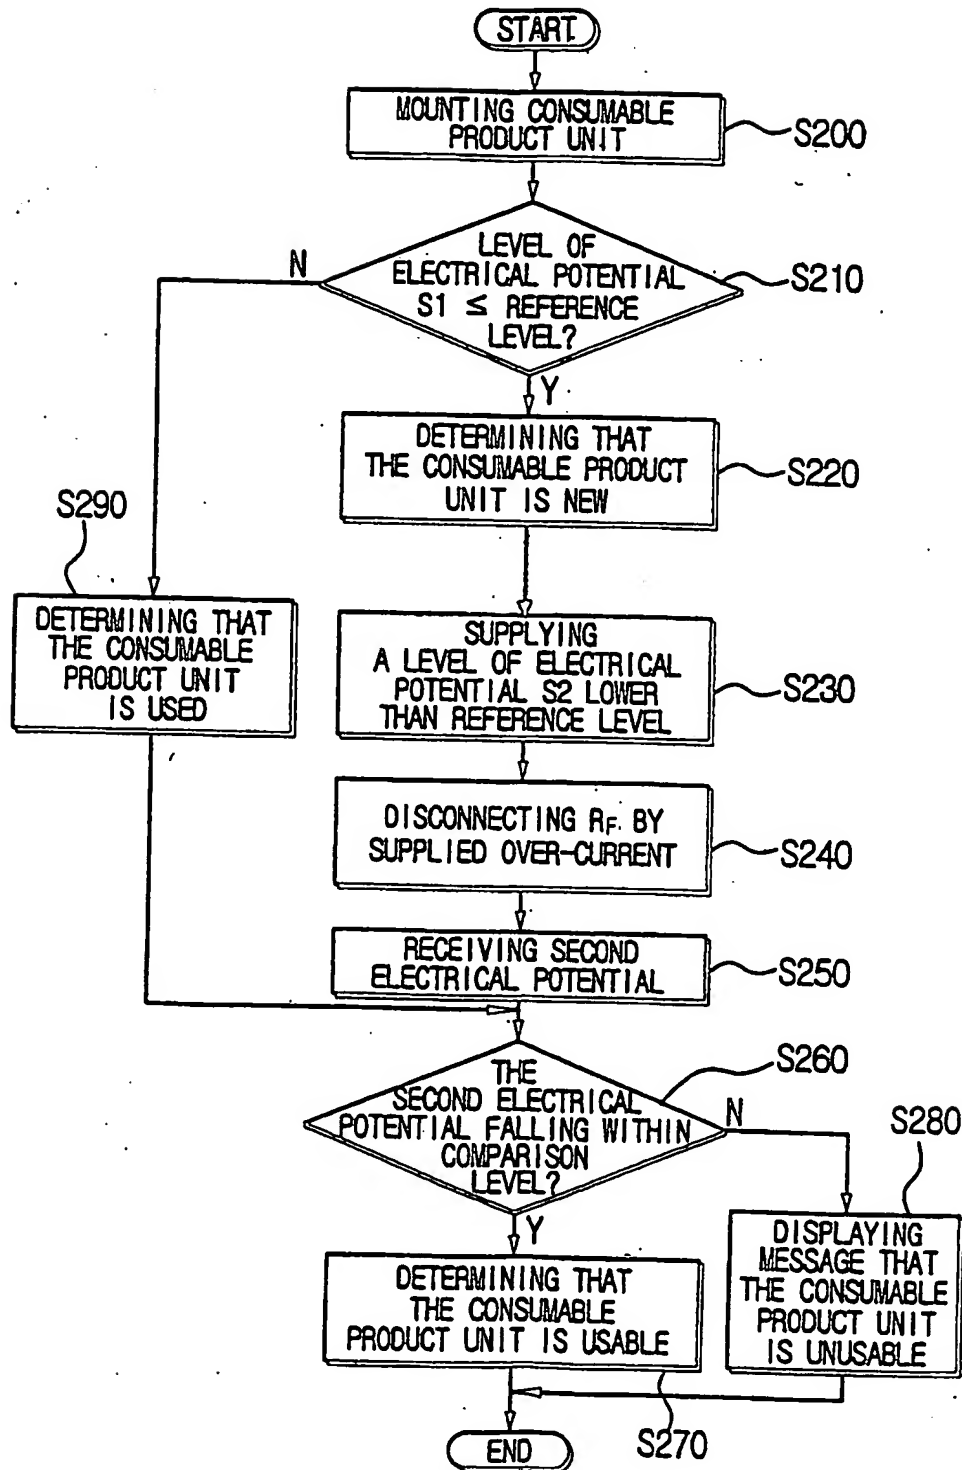 START
MOUNTING CONSUMABLE
PRODUCT UNIT
S200
LEVEL OF
ELECTRICAL POTENTIAL
S1 ≤ REFERENCE
LEVEL?
S210
N
Y
DETERMINING THAT
THE CONSUMABLE PRODUCT
UNIT IS NEW
S220
S290
DETERMINING THAT
THE CONSUMABLE
PRODUCT UNIT
IS USED
SUPPLYING
A LEVEL OF ELECTRICAL
POTENTIAL S2 LOWER
THAN REFERENCE LEVEL
S230
DISCONNECTING RF. BY
SUPPLIED OVER-CURRENT
S240
RECEIVING SECOND
ELECTRICAL POTENTIAL
S250
THE
SECOND ELECTRICAL
POTENTIAL FALLING WITHIN
COMPARISON
LEVEL?
S260
N
Y
S280
DISPLAYING
MESSAGE THAT
THE CONSUMABLE
PRODUCT UNIT
IS UNUSABLE
DETERMINING THAT
THE CONSUMABLE
PRODUCT UNIT IS USABLE
S270
END